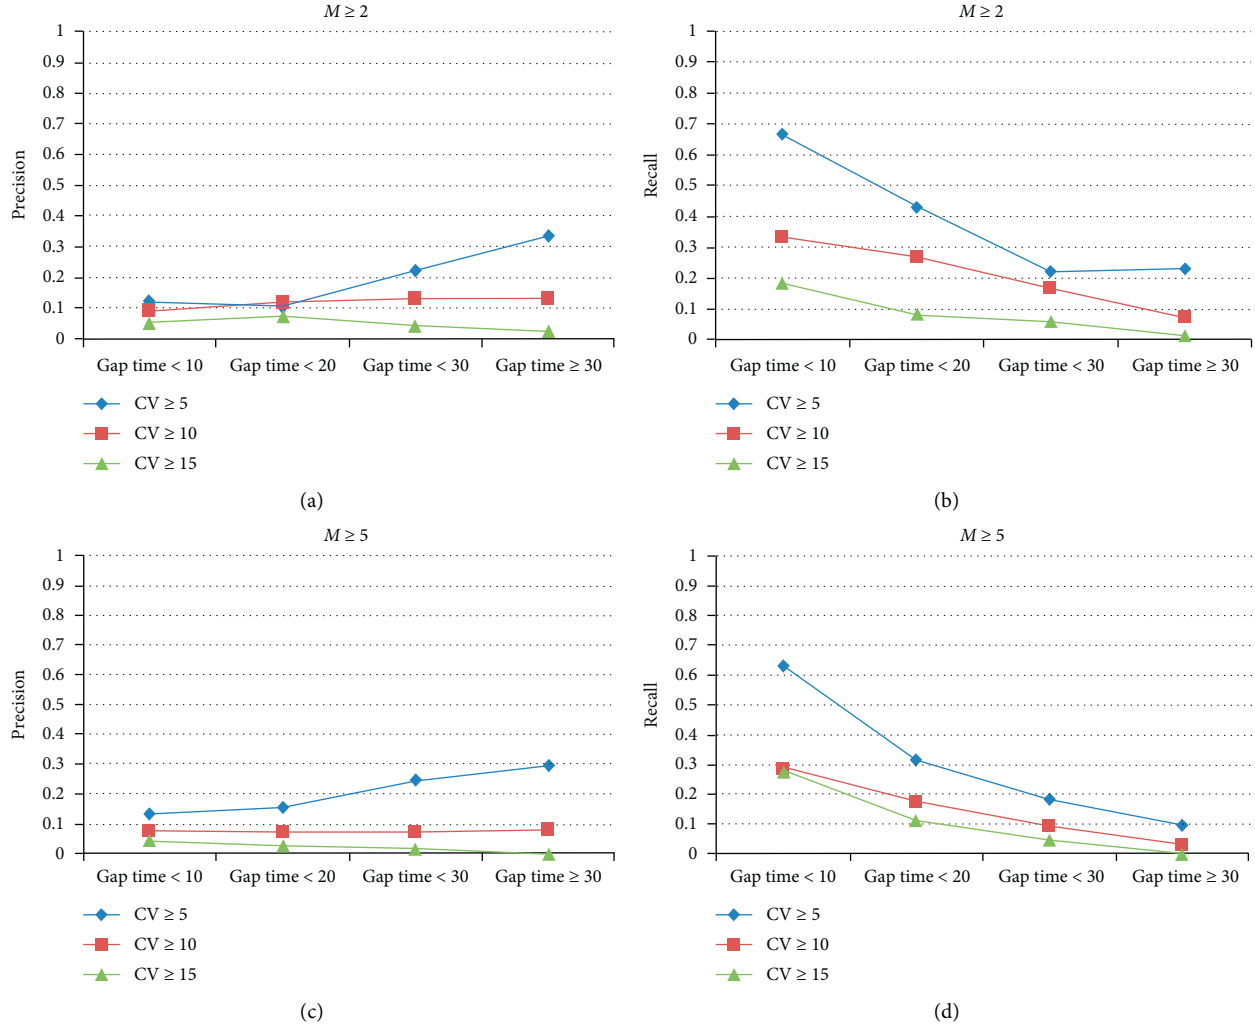 M ≥ 2
1
0.9
0.8
0.7
0.6
0.5
0.4
0.3
0.2
0.1
0
Precision
Gap time < 10 Gap time < 20 Gap time < 30 Gap time ≥ 30
CV ≥ 5
CV ≥ 10
CV ≥ 15
(a)
M ≥ 2
1
0.9
0.8
0.7
0.6
0.5
0.4
0.3
0.2
0.1
0
Recall
Gap time < 10 Gap time < 20 Gap time < 30 Gap time ≥ 30
CV ≥ 5
CV ≥ 10
CV ≥ 15
(b)
M ≥ 5
1
0.9
0.8
0.7
0.6
0.5
0.4
0.3
0.2
0.1
0
Precision
Gap time < 10 Gap time < 20 Gap time < 30 Gap time ≥ 30
CV ≥ 5
CV ≥ 10
CV ≥ 15
(c)
M ≥ 5
1
0.9
0.8
0.7
0.6
0.5
0.4
0.3
0.2
0.1
0
Recall
Gap time < 10 Gap time < 20 Gap time < 30 Gap time ≥ 30
CV ≥ 5
CV ≥ 10
CV ≥ 15
(d)